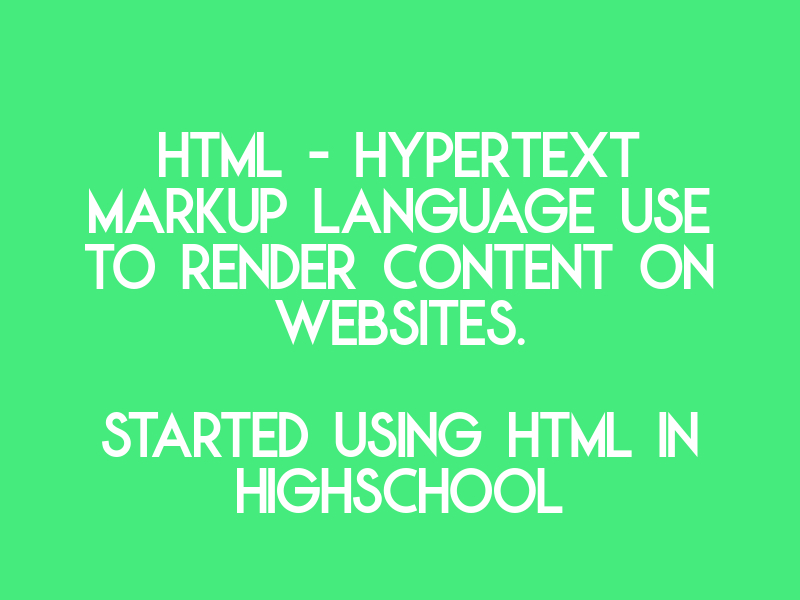 HTML - HYPERTEXT
MARKUP LANGUAGE USE
TO RENDER CONTENT ON
WEBSITES.
STARTED USING HTML IN
HIGHSCHOOL